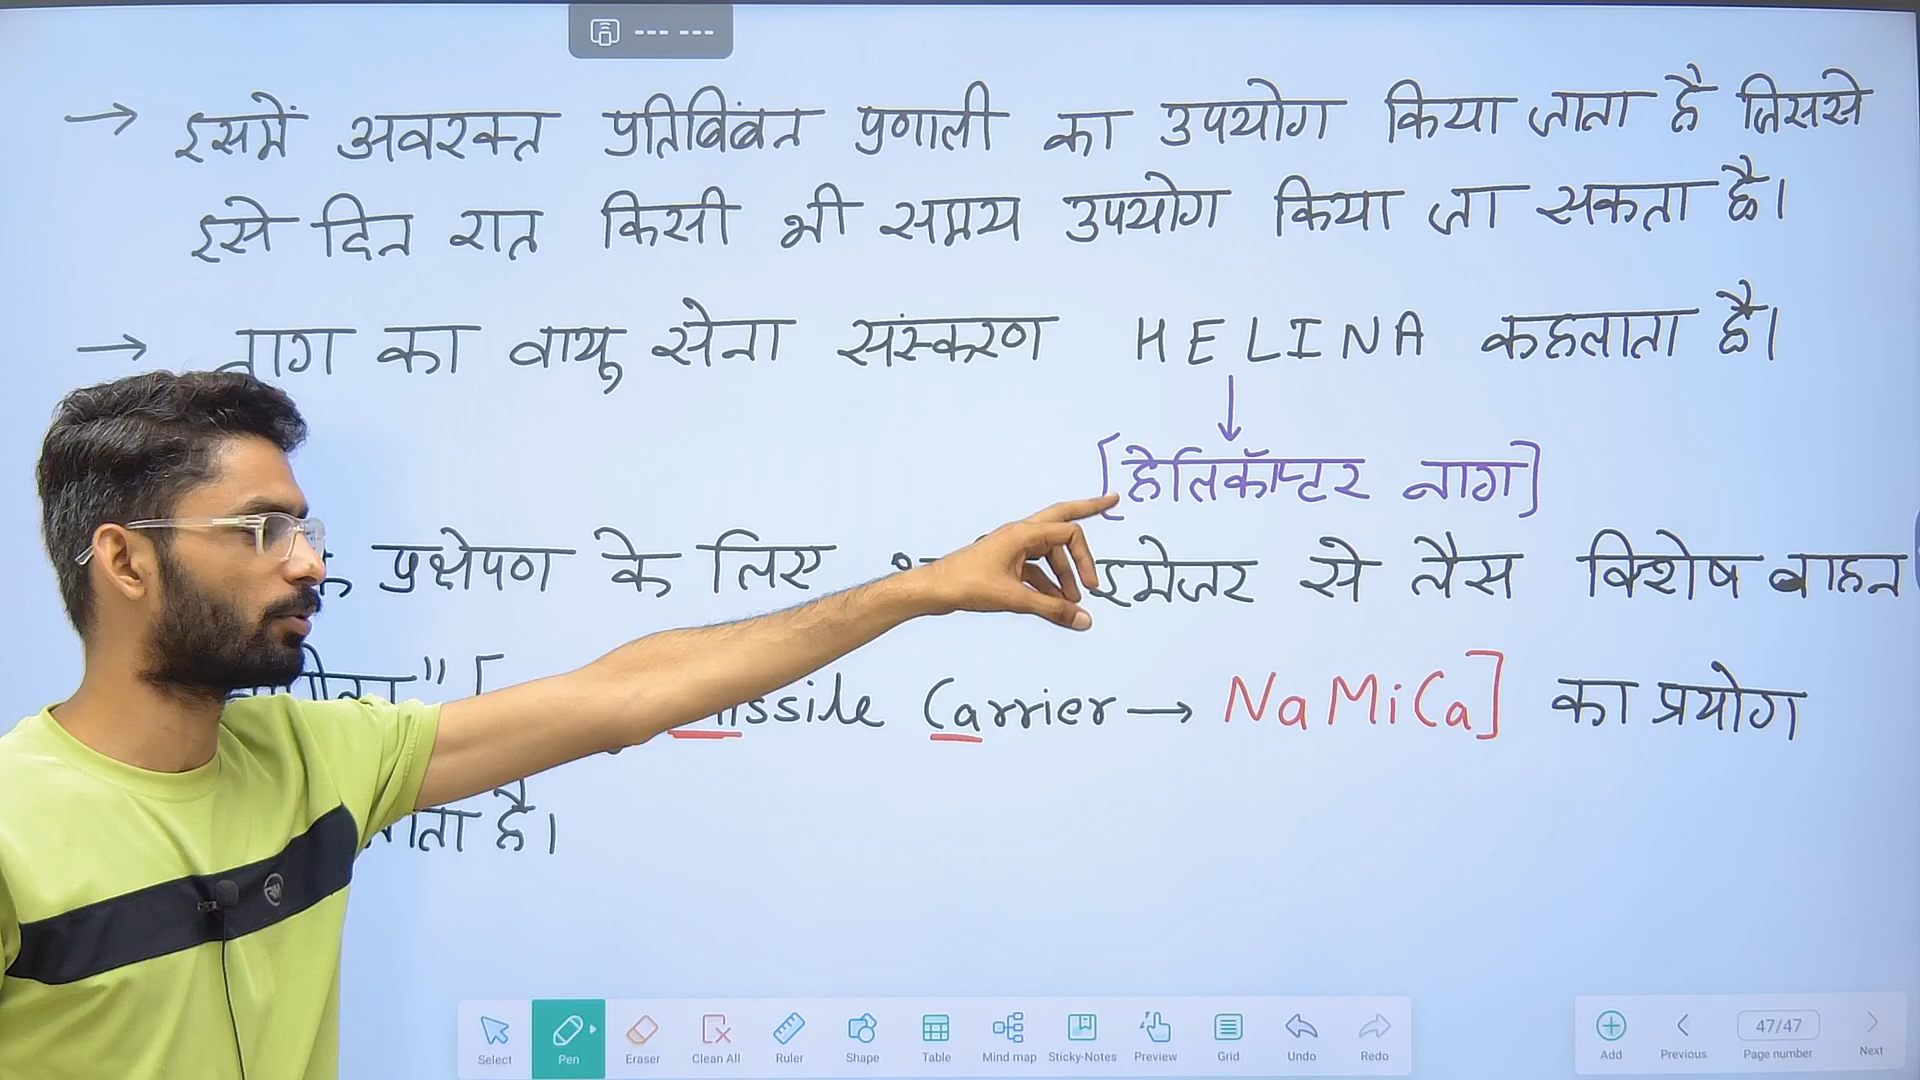 --- ---
→ इसमें अवरक्त प्रतिबिंबन प्रणाली का उपयोग किया जाता है जिससे
इसे दिन रात किसी भी समय उपयोग किया जा सकता है।
→ नाग का वायु सेना संस्करण HELINA कहलाता है।
↓
[हेलिकॉप्टर नाग]
प्रक्षेपण के लिए इमेजर से लैस विशेष वाहन
" [ Carrier → NaMiCa] का प्रयोग
है।
Select Pen Eraser Clean All Ruler Shape Table Mind map Sticky-Notes Preview Grid Undo Redo Add Previous 47/47 Page number Next